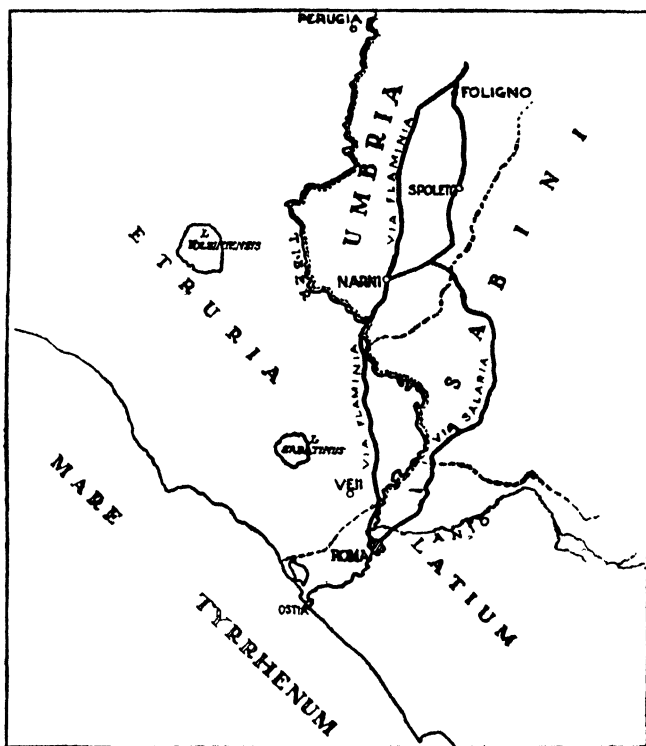 PERUGIA
FOLIGNO
UMBRIA
VIA FLAMINIA
SPOLETO
SABINI
L
ETRURIA
NARNI
VIA FLAMINIA
VIA SALARIA
L
VEII
MARE
ANIO
ROMA
LATIUM
OSTIA
TYRRHENUM